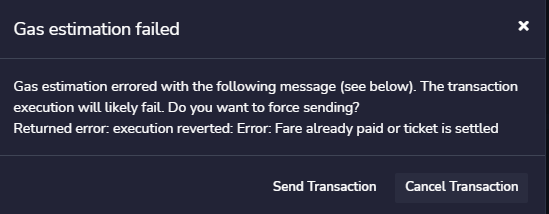 Gas estimation failed
Gas estimation errored with the following message (see below). The transaction
execution will likely fail. Do you want to force sending?
Returned error: execution reverted: Error: Fare already paid or ticket is settled
Send Transaction
Cancel Transaction